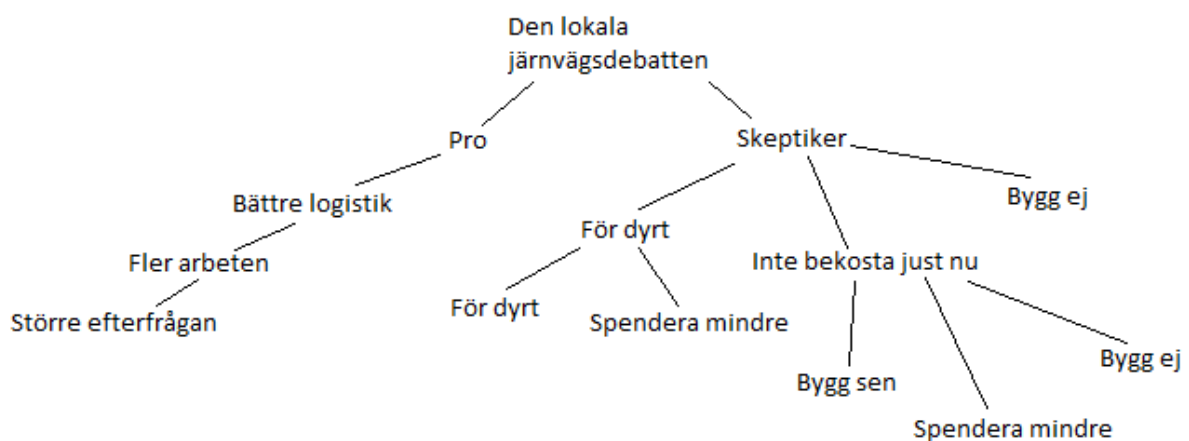 Den lokala
järnvägsdebatten
Pro
Skeptiker
Bättre logistik
Bygg ej
För dyrt
Fler arbeten
Inte bekosta just nu
För dyrt
Större efterfrågan
Spendera mindre
Bygg ej
Bygg sen
Spendera mindre